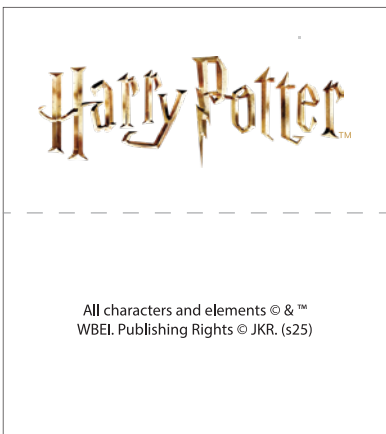 Harry Potter™
All characters and elements © & ™
WBEI. Publishing Rights © JKR. (s25)